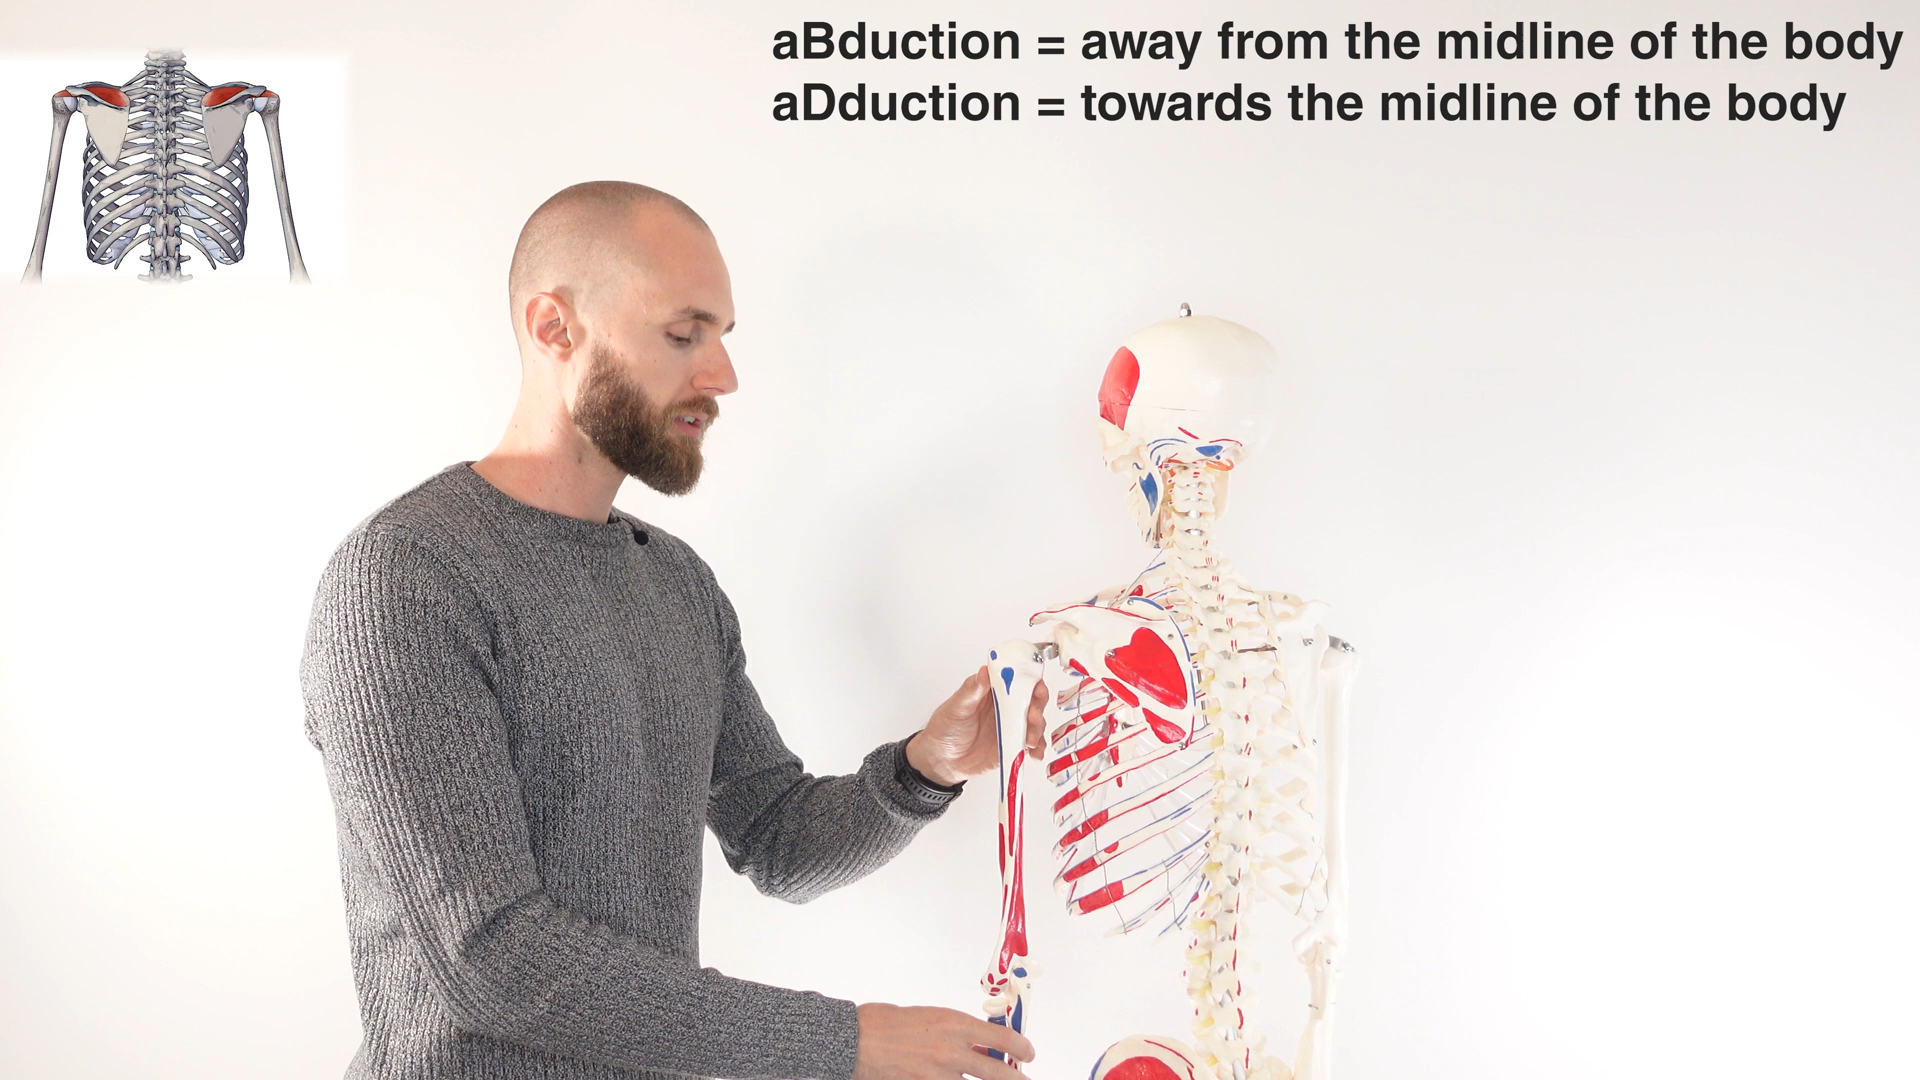 aBduction = away from the midline of the body
aDduction = towards the midline of the body